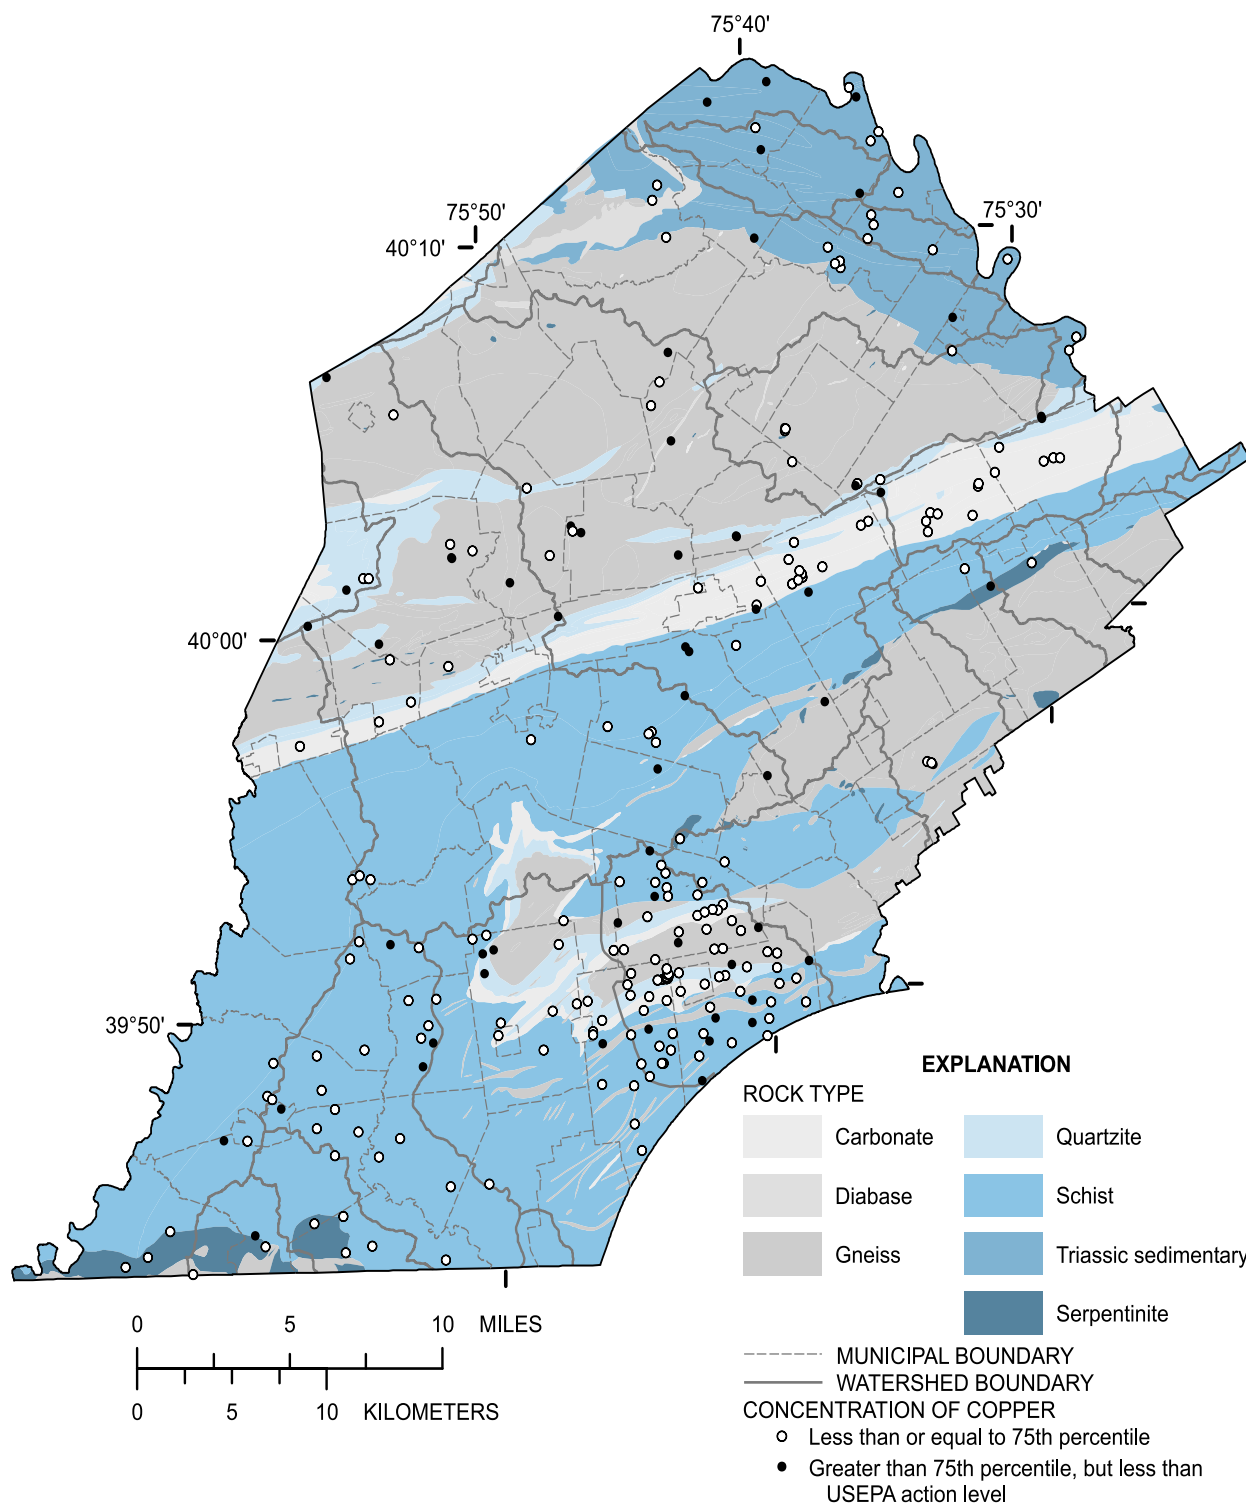 75°40'
75°50'
75°30'
40°10'
40°00'
39°50'
EXPLANATION
ROCK TYPE
Carbonate
Quartzite
Diabase
Schist
Gneiss
Triassic sedimentary
Serpentinite
0 5 10 MILES
0 5 10 KILOMETERS
MUNICIPAL BOUNDARY
WATERSHED BOUNDARY
CONCENTRATION OF COPPER
Less than or equal to 75th percentile
Greater than 75th percentile, but less than
USEPA action level